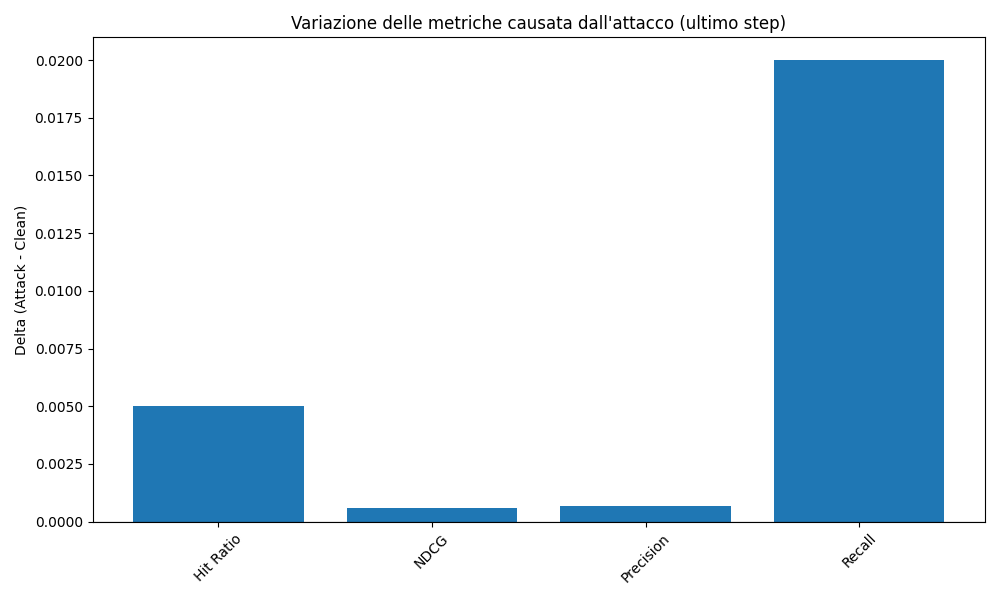 Variazione delle metriche causata dall'attacco (ultimo step)
Delta (Attack - Clean)
0.0200
0.0175
0.0150
0.0125
0.0100
0.0075
0.0050
0.0025
0.0000
Hit Ratio
NDCG
Precision
Recall